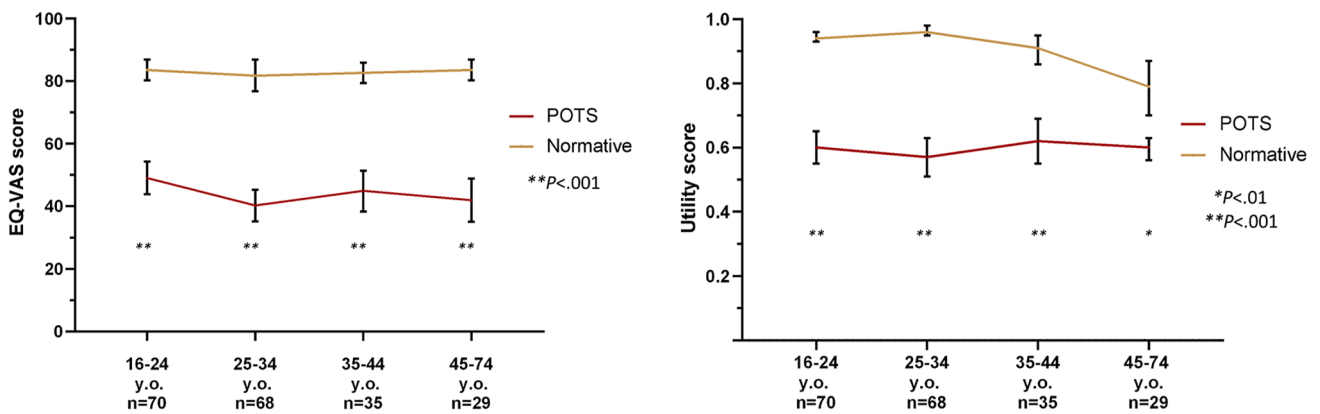 EQ-VAS score
100
80
60
40
20
0
POTS
Normative
**P<.001
** ** ** **
16-24 25-34 35-44 45-74
y.o. y.o. y.o. y.o.
n=70 n=68 n=35 n=29
Utility score
1.0
0.8
0.6
0.4
0.2
POTS
Normative
*P<.01
**P<.001
** ** ** *
16-24 25-34 35-44 45-74
y.o. y.o. y.o. y.o.
n=70 n=68 n=35 n=29